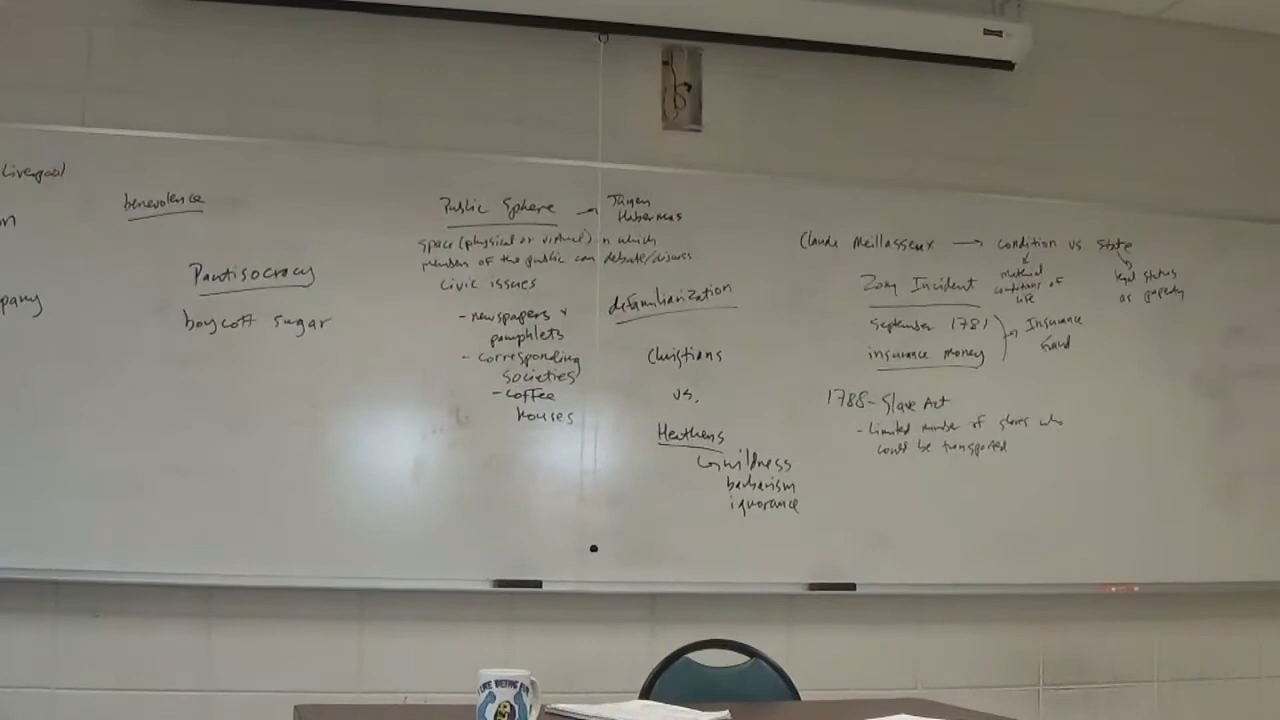 Liverpool
benevolence
Pantisocracy
boycott sugar
Public Sphere → Jürgen
Habermas
space (physical or virtual) in which
member of the public can debate/discuss
civic issues
- newspapers +
pamphlets
- corresponding
societies
- coffee
houses
defamiliarization
Christians
vs.
Heathens
↳ wildness
barbarism
ignorance
Claude Meillasseux → condition vs. state
material
conditions of
life
legal status
as property
Zong Incident
September 1781
insurance money
→ Insurance
fraud
1788 - Slave Act
- Limited number of slaves who
could be transported